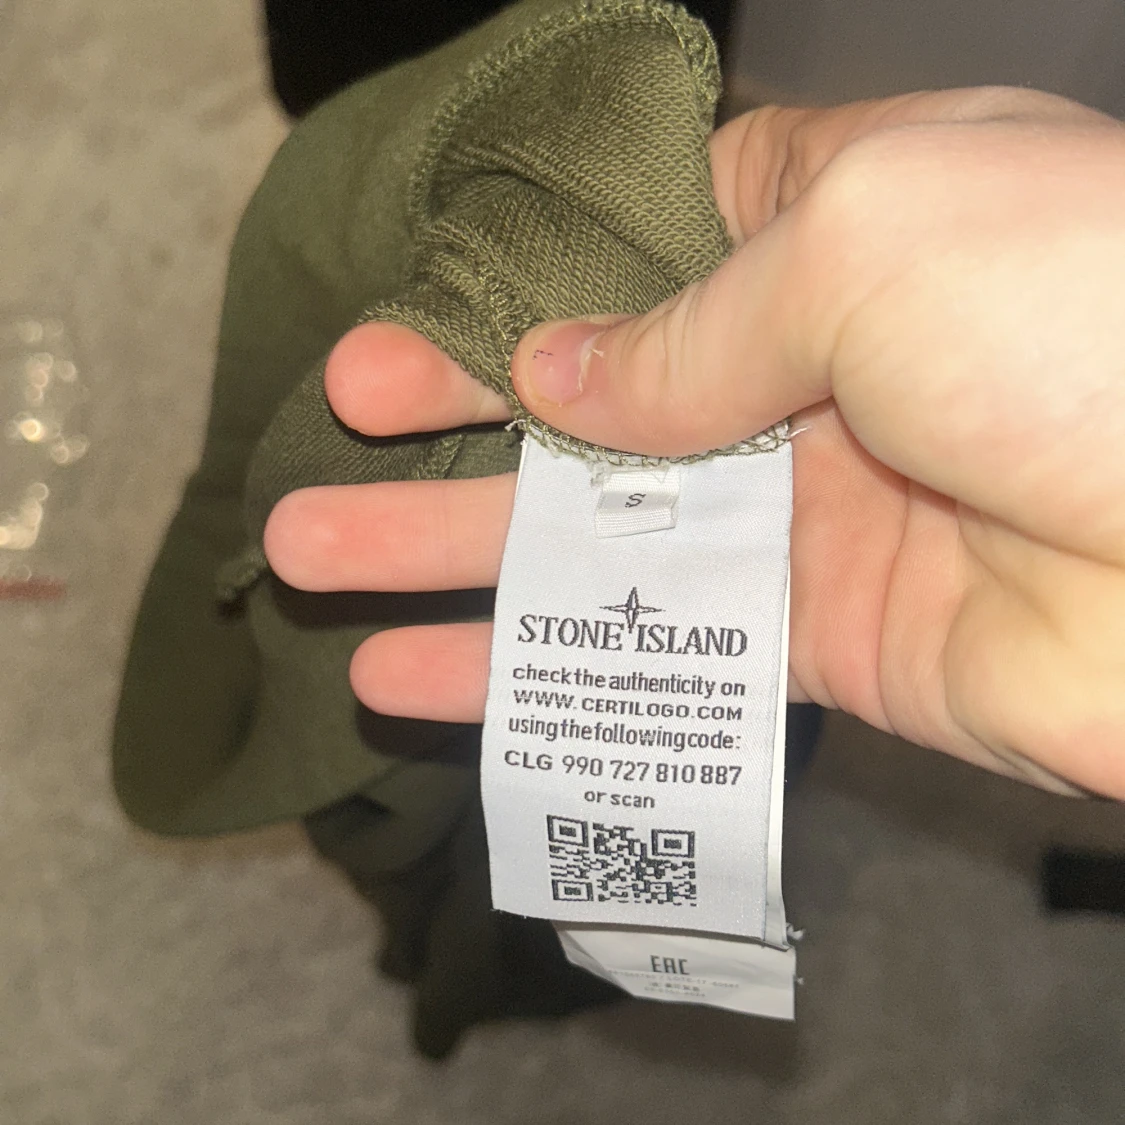 S
STONE ISLAND
check the authenticity on
WWW.CERTILOGO.COM
using the following code:
CLG 990 727 810 887
or scan
EAC